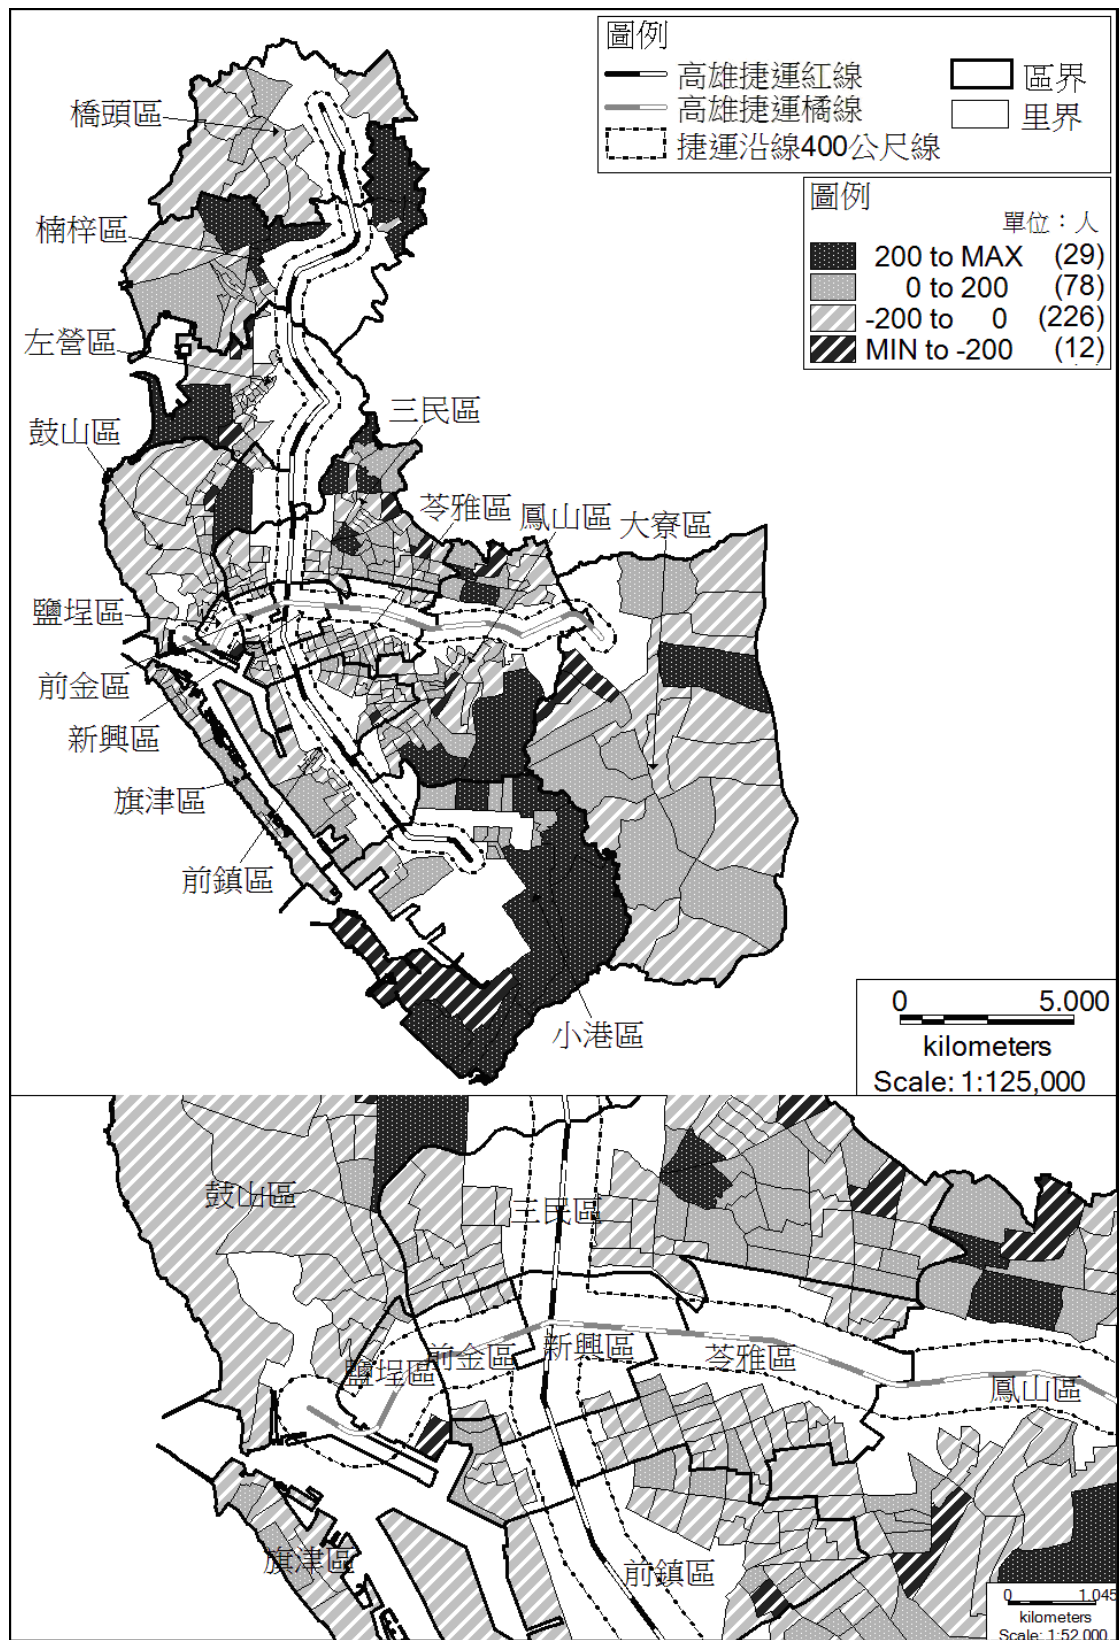 圖例
高雄捷運紅線
區界
高雄捷運橘線
里界
捷運沿線400公尺線
圖例
單位：人
200 to MAX (29)
0 to 200 (78)
-200 to 0 (226)
MIN to -200 (12)
橋頭區
楠梓區
左營區
鼓山區
三民區
苓雅區
鳳山區
大寮區
鹽埕區
前金區
新興區
旗津區
前鎮區
小港區
0 5.000
kilometers
Scale: 1:125,000
鼓山區
三民區
新興區
前金區
鹽埕區
苓雅區
鳳山區
旗津區
前鎮區
0 1.045
kilometers
Scale: 1:52,000